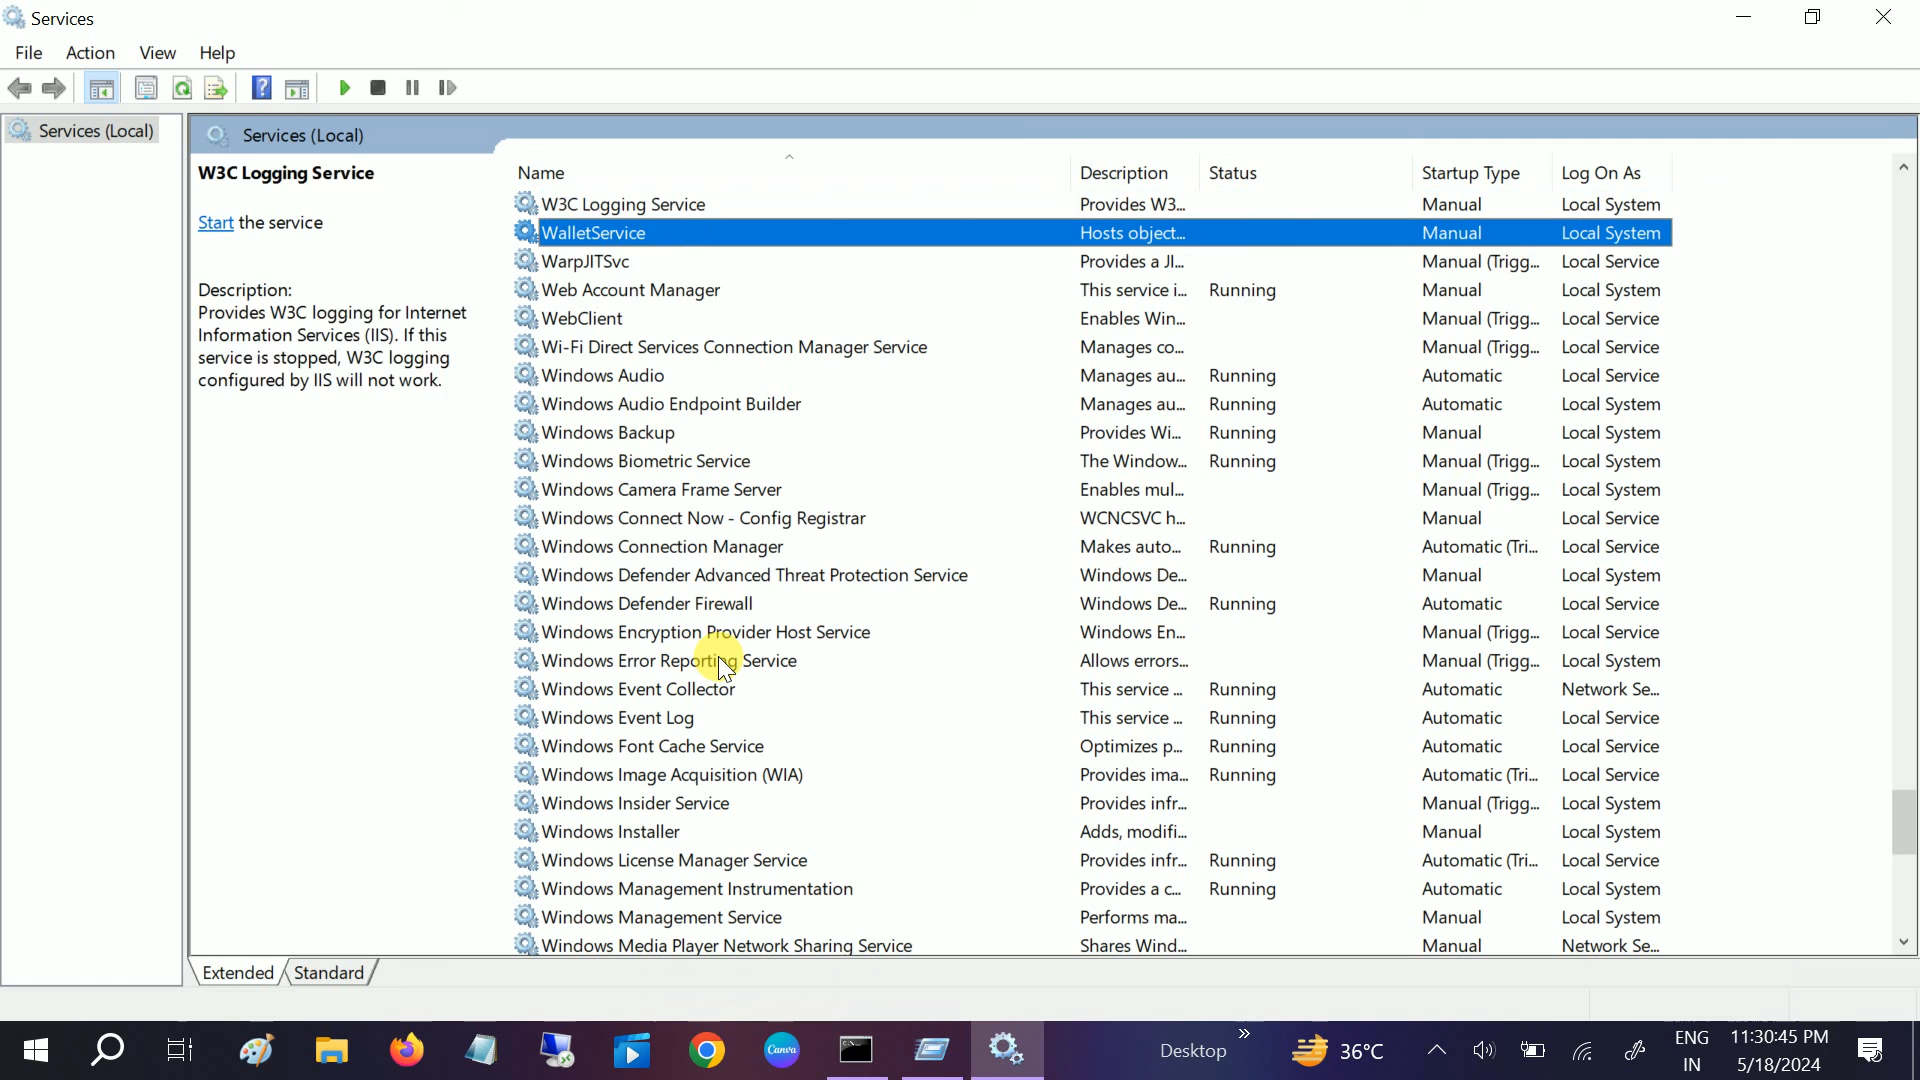 Services
File Action View Help
Services (Local)
Services (Local)
W3C Logging Service
Start the service
Description:
Provides W3C logging for Internet
Information Services (IIS). If this
service is stopped, W3C logging
configured by IIS will not work.
Name Description Status Startup Type Log On As
W3C Logging Service Provides W3... Manual Local System
WalletService Hosts object... Manual Local System
WarpJITSvc Provides a JI... Manual (Trigg... Local Service
Web Account Manager This service i... Running Manual Local System
WebClient Enables Win... Manual (Trigg... Local Service
Wi-Fi Direct Services Connection Manager Service Manages co... Manual (Trigg... Local Service
Windows Audio Manages au... Running Automatic Local Service
Windows Audio Endpoint Builder Manages au... Running Automatic Local System
Windows Backup Provides Wi... Running Manual Local System
Windows Biometric Service The Window... Running Manual (Trigg... Local System
Windows Camera Frame Server Enables mul... Manual (Trigg... Local System
Windows Connect Now - Config Registrar WCNCSVC h... Manual Local Service
Windows Connection Manager Makes auto... Running Automatic (Tri... Local Service
Windows Defender Advanced Threat Protection Service Windows De... Manual Local System
Windows Defender Firewall Windows De... Running Automatic Local Service
Windows Encryption Provider Host Service Windows En... Manual (Trigg... Local Service
Windows Error Reporting Service Allows errors... Manual (Trigg... Local System
Windows Event Collector This service ... Running Automatic Network Se...
Windows Event Log This service ... Running Automatic Local Service
Windows Font Cache Service Optimizes p... Running Automatic Local Service
Windows Image Acquisition (WIA) Provides ima... Running Automatic (Tri... Local Service
Windows Insider Service Provides infr... Manual (Trigg... Local System
Windows Installer Adds, modifi... Manual Local System
Windows License Manager Service Provides infr... Running Automatic (Tri... Local Service
Windows Management Instrumentation Provides a c... Running Automatic Local System
Windows Management Service Performs ma... Manual Local System
Windows Media Player Network Sharing Service Shares Wind... Manual Network Se...
Extended Standard
Canva Desktop 36°C ENG 11:30:45 PM
IN 5/18/2024